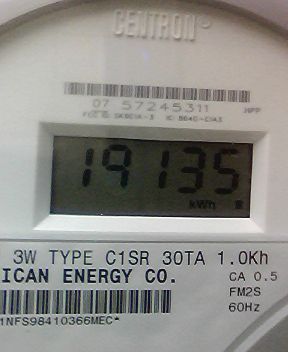 CENTRON®
07 57245311
19135
kWh
3W TYPE C1SR 30TA 1.0Kh
ICAN ENERGY CO.
CA 0.5
FM2S
60Hz
1NFS98410366MEC*